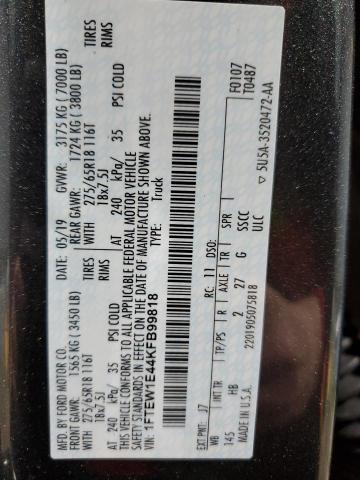 MFD. BY FORD MOTOR CO.
DATE: 05/19 GVWR: 3175 KG ( 7000 LB)
FRONT GAWR: 1565 KG ( 3450 LB) REAR GAWR: 1724 KG ( 3800 LB)
WITH 275/65R18 116T TIRES WITH 275/65R18 116T TIRES
18x7.5J RIMS 18x7.5J RIMS
AT 240 kPa/ 35 PSI COLD AT 240 kPa/ 35 PSI COLD
THIS VEHICLE CONFORMS TO ALL APPLICABLE FEDERAL MOTOR VEHICLE
SAFETY STANDARDS IN EFFECT ON THE DATE OF MANUFACTURE SHOWN ABOVE.
VIN: 1FTEW1E44KFB99818
TYPE: Truck
F0107
T0487
EXT PNT: J7 RC: 11 DSO:
WB INT TR TP/PS R AXLE TR SPR
145 HB 2 27 G SSCC
MADE IN U.S.A. ULC
2201905075818
▽ 5U5A-3520472-AA